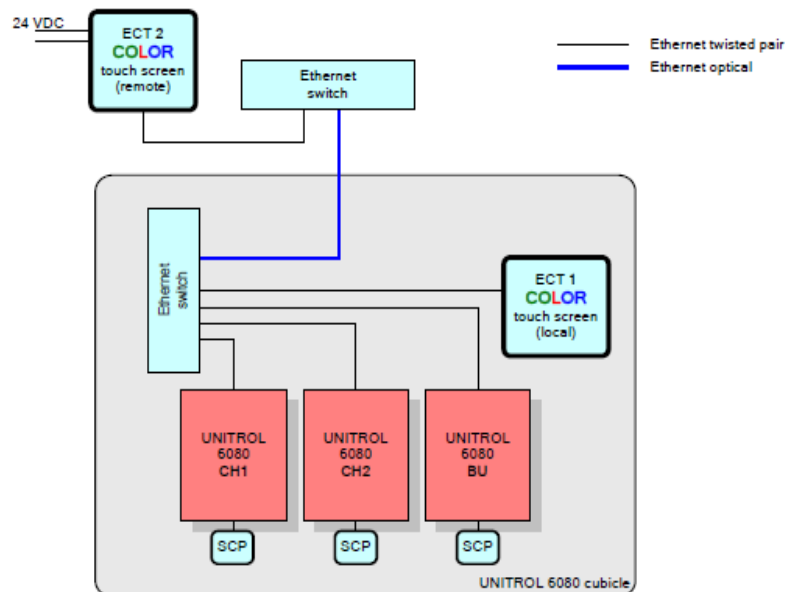 24 VDC
ECT 2
COLOR
touch screen
(remote)
Ethernet
switch
Ethernet twisted pair
Ethernet optical
Ethernet
switch
ECT 1
COLOR
touch screen
(local)
UNITROL
6080
CH1
UNITROL
6080
CH2
UNITROL
6080
BU
SCP
SCP
SCP
UNITROL 6080 cubicle